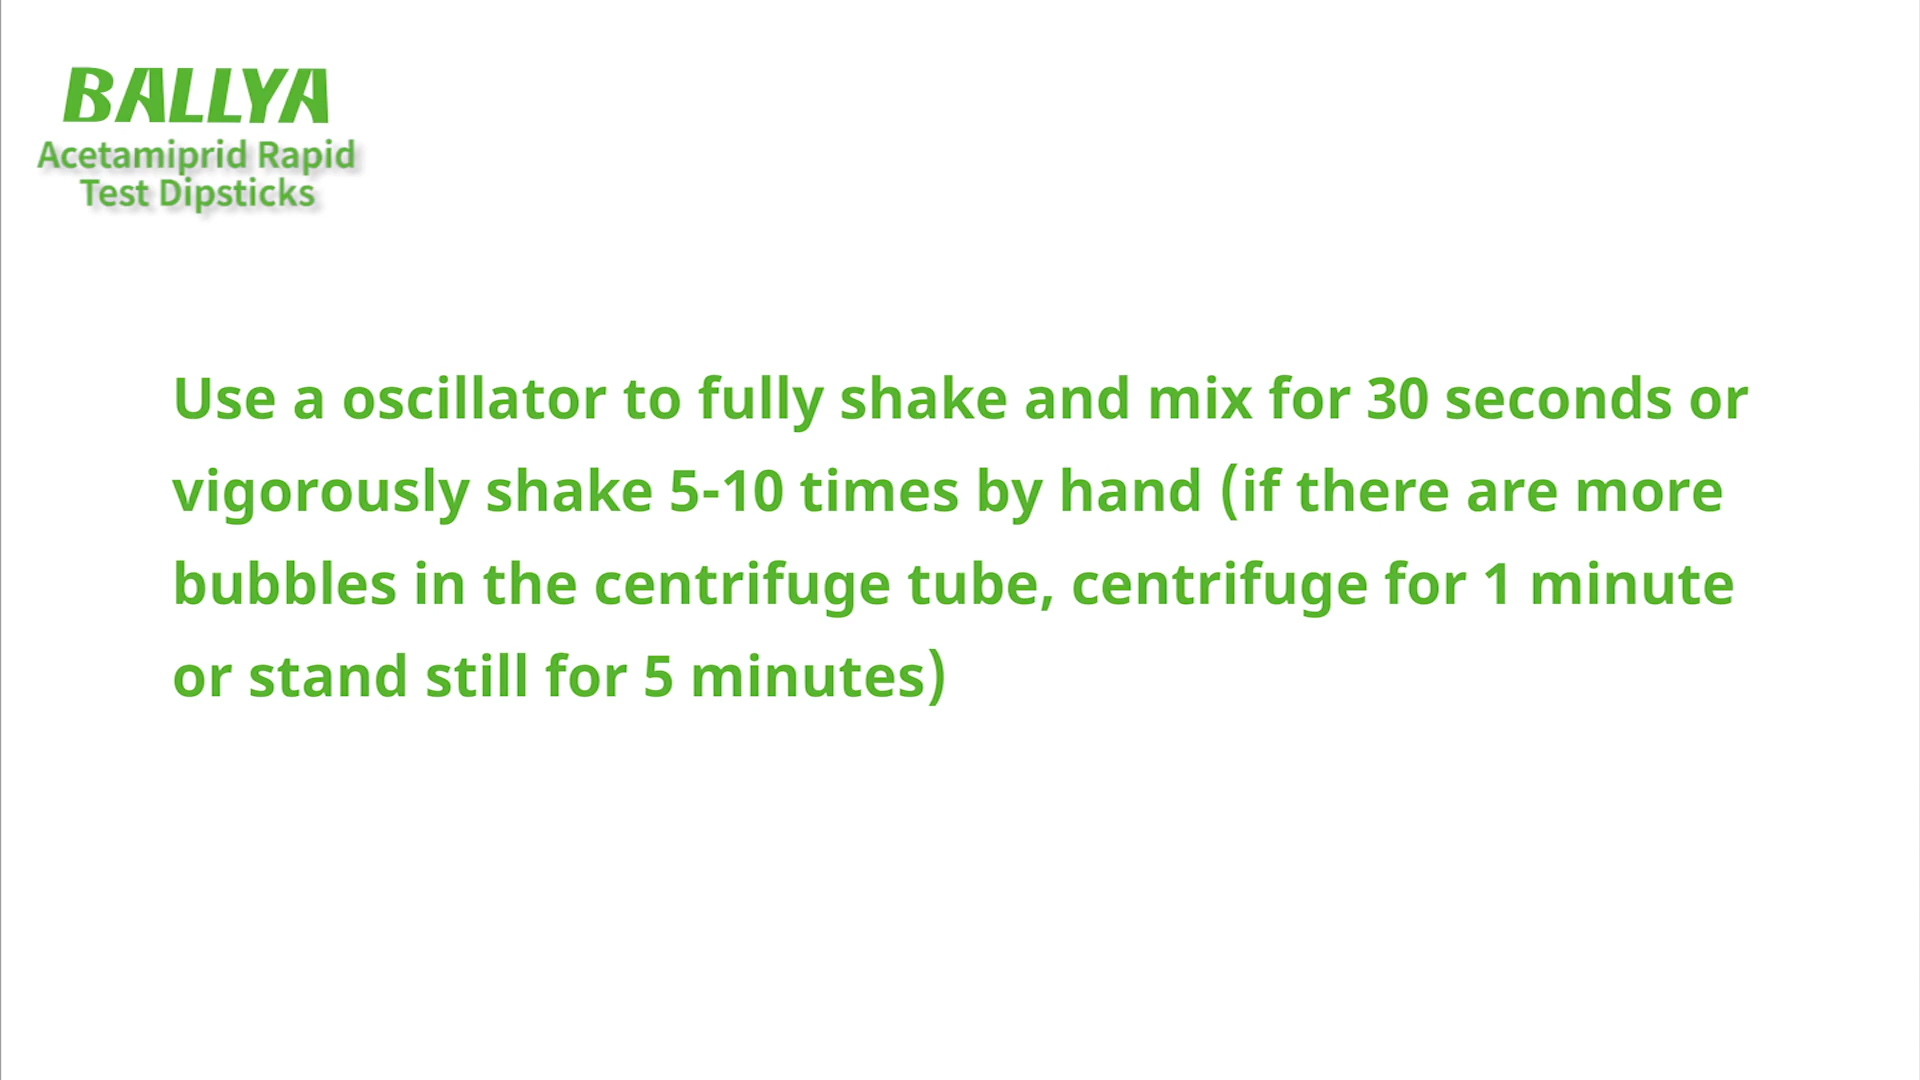 BALLYA
Acetamiprid Rapid
Test Dipsticks
Use a oscillator to fully shake and mix for 30 seconds or
vigorously shake 5-10 times by hand (if there are more
bubbles in the centrifuge tube, centrifuge for 1 minute
or stand still for 5 minutes)